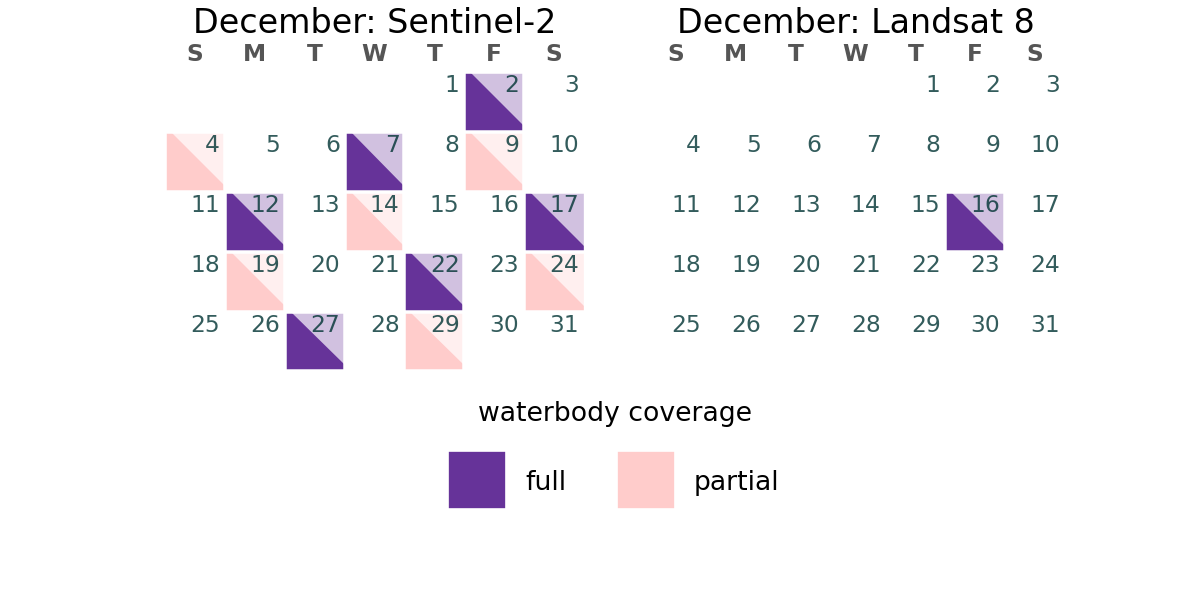 December: Sentinel-2
S M T W T F S
1 2 3
4 5 6 7 8 9 10
11 12 13 14 15 16 17
18 19 20 21 22 23 24
25 26 27 28 29 30 31
December: Landsat 8
S M T W T F S
1 2 3
4 5 6 7 8 9 10
11 12 13 14 15 16 17
18 19 20 21 22 23 24
25 26 27 28 29 30 31
waterbody coverage
full partial